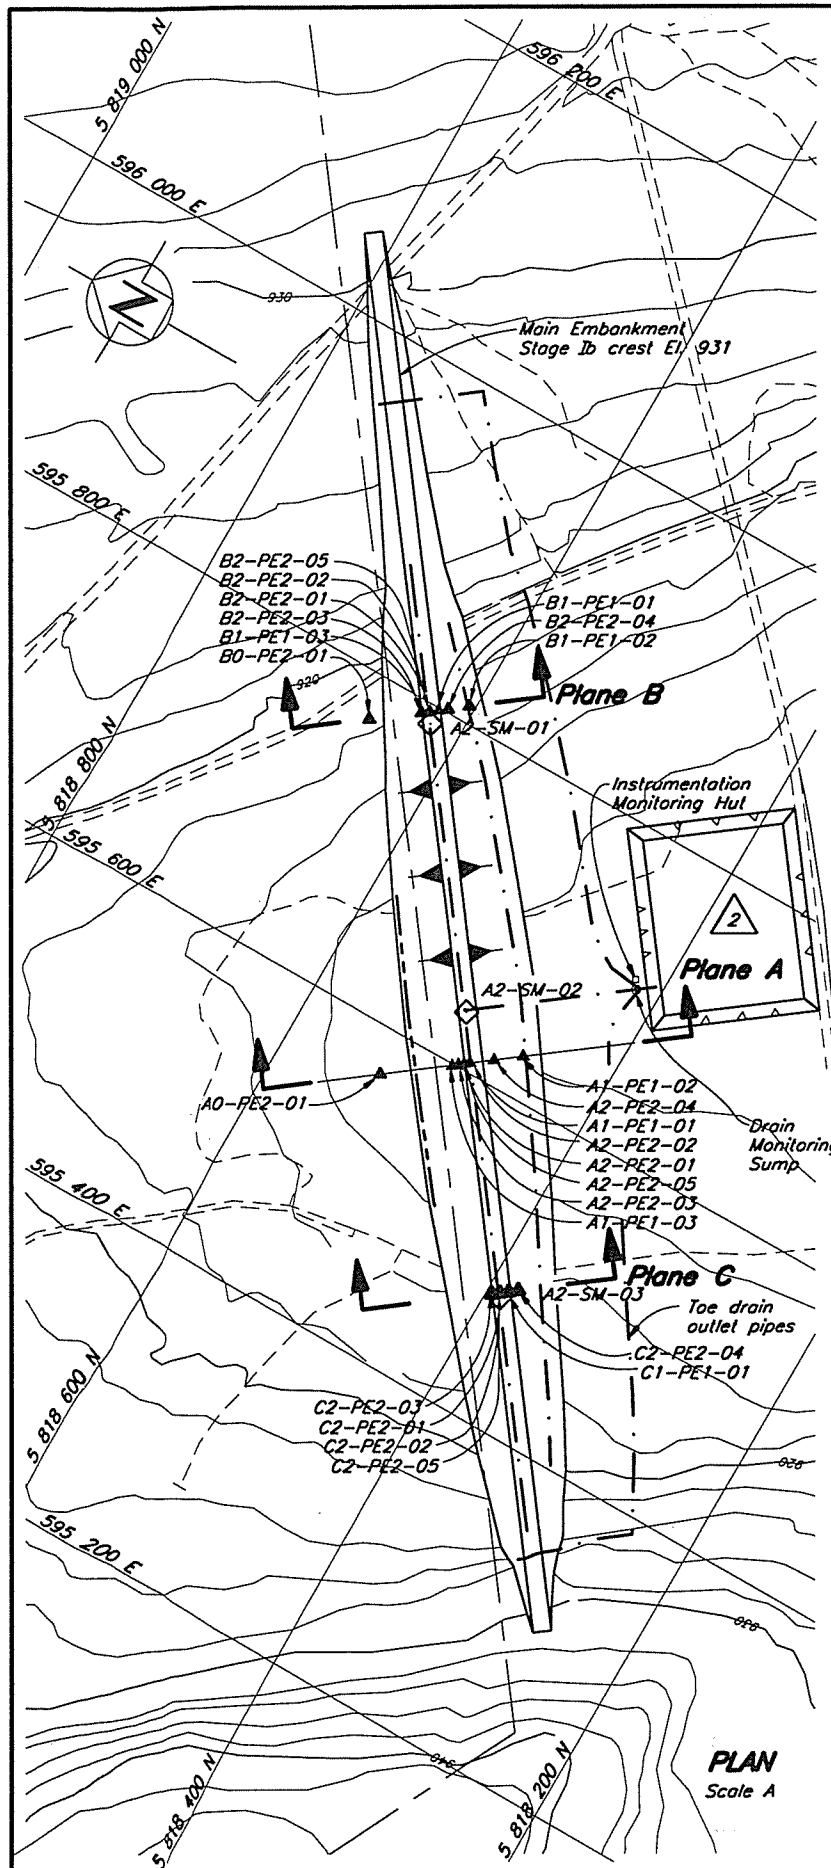 5 819 000 N
596 200 E
596 000 E
N
930
Main Embankment
Stage Ib crest El. 931
595 800 E
B2-PE2-05
B2-PE2-02
B2-PE2-01
B2-PE2-03
B1-PE1-03
B0-PE2-01
B1-PE1-01
B2-PE2-04
B1-PE1-02
920
Plane B
A2-SM-01
5 818 800 N
Instrumentation
Monitoring Hut
595 600 E
2
Plane A
A2-SM-02
A0-PE2-01
A1-PE1-02
A2-PE2-04
A1-PE1-01
A2-PE2-02
A2-PE2-01
A2-PE2-05
A2-PE2-03
A1-PE1-03
Drain
Monitoring
Sump
595 400 E
Plane C
A2-SM-03
Toe drain
outlet pipes
C2-PE2-04
C1-PE1-01
5 818 600 N
C2-PE2-03
C2-PE2-01
C2-PE2-02
C2-PE2-05
920
595 200 E
930
940
PLAN
Scale A
5 818 400 N
5 818 200 N